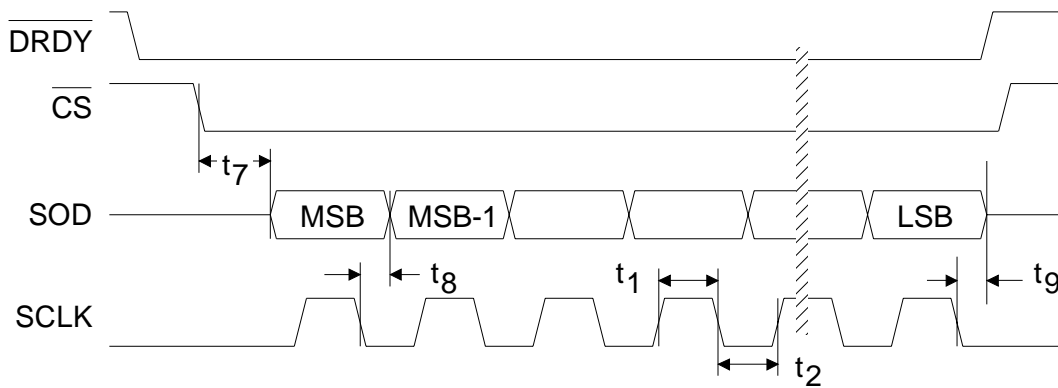 DRDY
CS
t7
SOD MSB MSB-1 LSB
t8 t1 t9
SCLK
t2